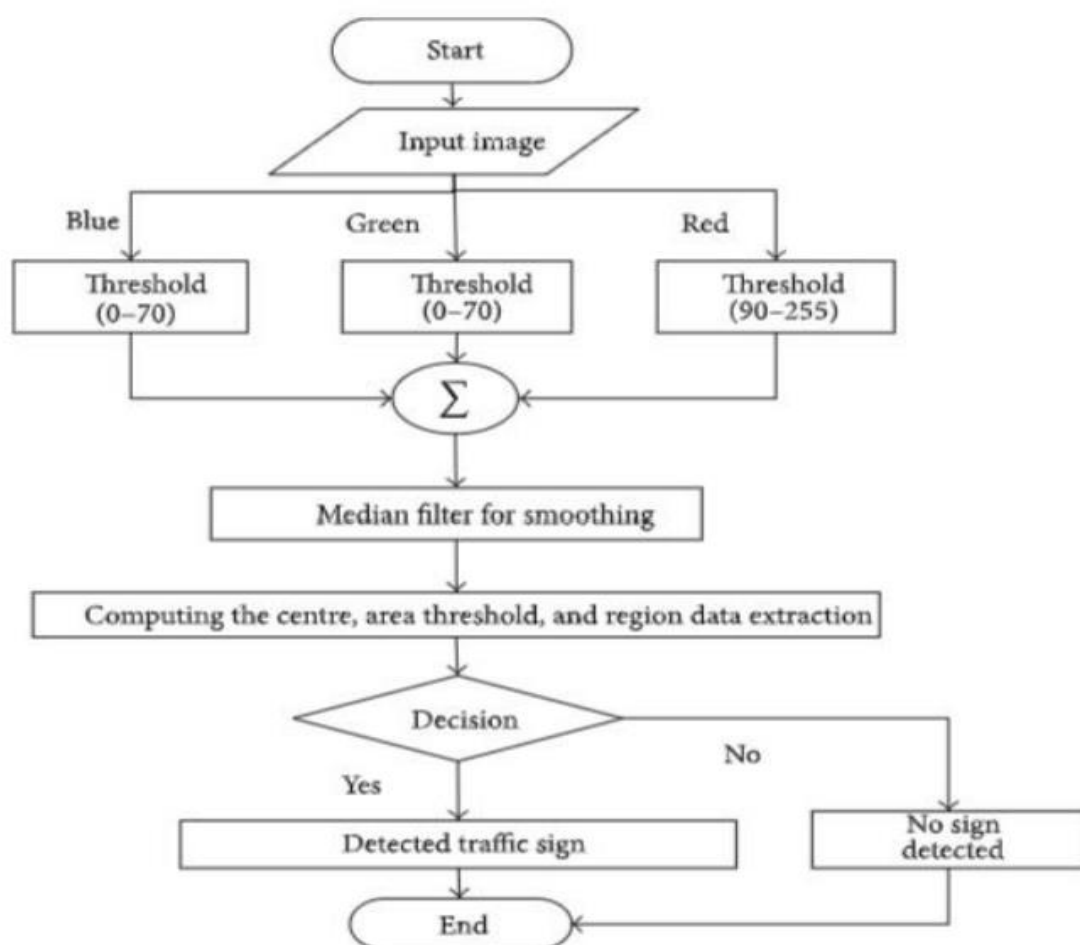 Start
Input image
Blue
Green
Red
Threshold
(0–70)
Threshold
(0–70)
Threshold
(90–255)
∑
Median filter for smoothing
Computing the centre, area threshold, and region data extraction
Decision
No
Yes
Detected traffic sign
No sign
detected
End